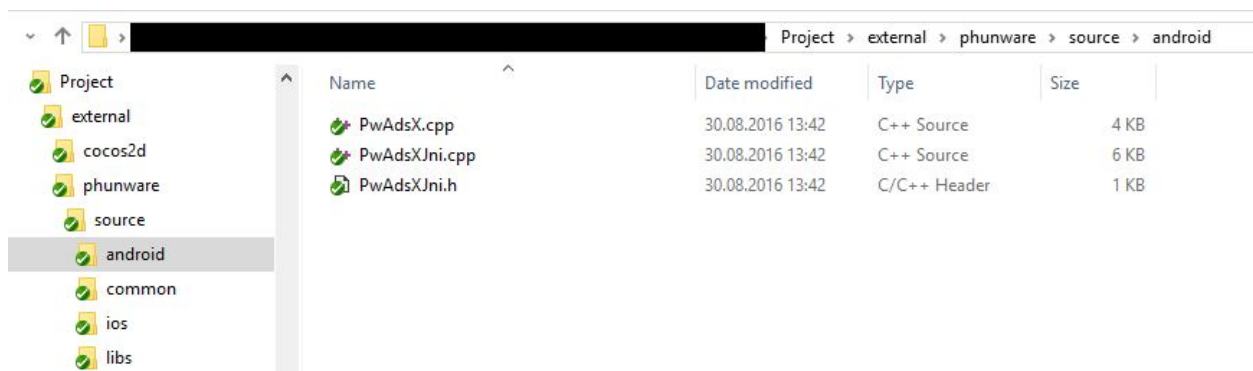 Project > external > phunware > source > android
Project
external
cocos2d
phunware
source
android
common
ios
libs
Name Date modified Type Size
PwAdsX.cpp 30.08.2016 13:42 C++ Source 4 KB
PwAdsXJni.cpp 30.08.2016 13:42 C++ Source 6 KB
PwAdsXJni.h 30.08.2016 13:42 C/C++ Header 1 KB